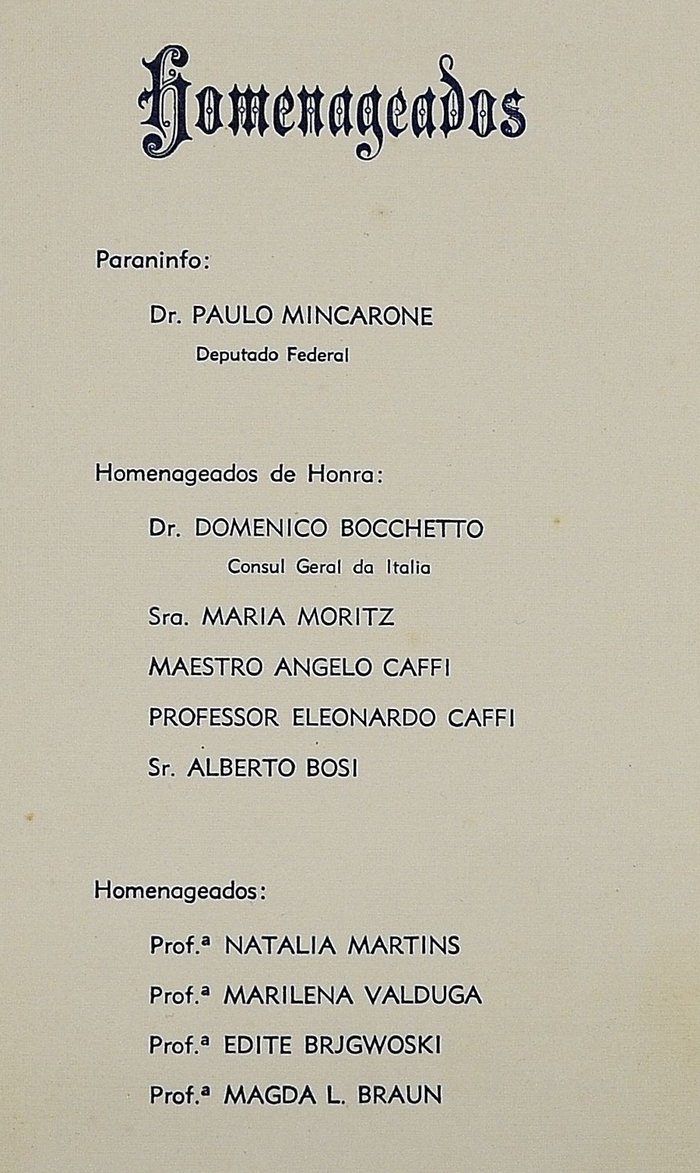 Homenageados
Paraninfo:
Dr. PAULO MINCARONE
Deputado Federal
Homenageados de Honra:
Dr. DOMENICO BOCCHETTO
Consul Geral da Italia
Sra. MARIA MORITZ
MAESTRO ANGELO CAFFI
PROFESSOR ELEONARDO CAFFI
Sr. ALBERTO BOSI
Homenageados:
Prof.ª NATALIA MARTINS
Prof.ª MARILENA VALDUGA
Prof.ª EDITE BRJGWOSKI
Prof.ª MAGDA L. BRAUN